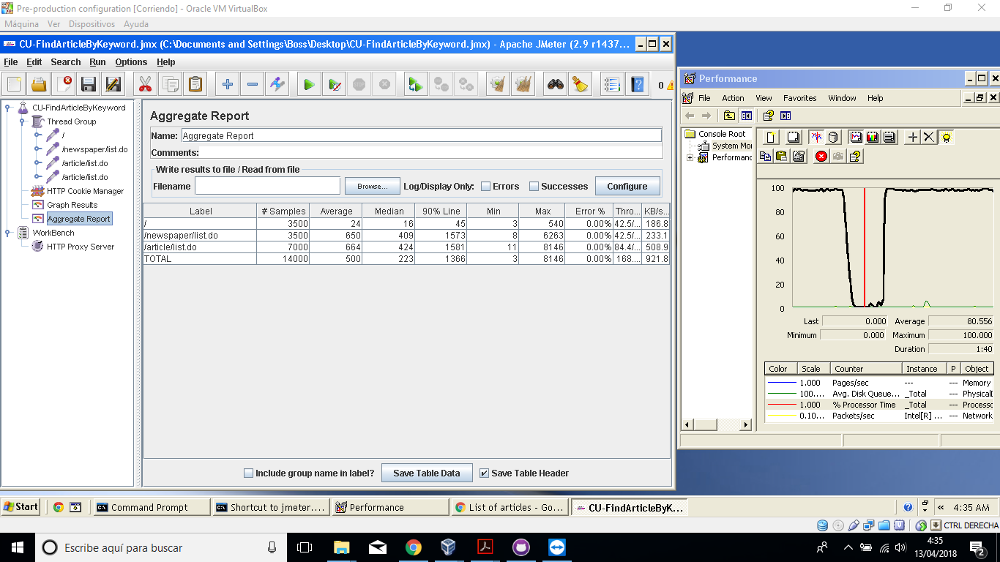 Pre-production configuration [Corriendo] - Oracle VM VirtualBox
Máquina Ver Dispositivos Ayuda
CU-FindArticleByKeyword.jmx (C:\Documents and Settings\Boss\Desktop\CU-FindArticleByKeyword.jmx) - Apache JMeter (2.9 r1437...
File Edit Search Run Options Help
0
CU-FindArticleByKeyword
Thread Group
/
/newspaper/list.do
/article/list.do
/article/list.do
HTTP Cookie Manager
Graph Results
Aggregate Report
WorkBench
HTTP Proxy Server
Aggregate Report
Name: Aggregate Report
Comments:
Write results to file / Read from file
Filename Browse... Log/Display Only: Errors Successes Configure
Label # Samples Average Median 90% Line Min Max Error % Thro... KB/s...
/ 3500 24 16 45 3 540 0.00% 42.5/... 186.8
/newspaper/list.do 3500 650 409 1573 8 6263 0.00% 42.5/... 233.1
/article/list.do 7000 664 424 1581 11 8146 0.00% 84.4/... 508.9
TOTAL 14000 500 223 1366 3 8146 0.00% 168.... 921.8
Include group name in label? Save Table Data Save Table Header
Performance
File Action View Favorites Window Help
Console Root
System Mo
Performanc
100
80
60
40
20
0
Last 0.000 Average 80.556
Minimum 0.000 Maximum 100.000
Duration 1:40
Color Scale Counter Instance P Object
1.000 Pages/sec --- --- Memory
100.... Avg. Disk Queue... _Total --- Physicall
1.000 % Processor Time _Total --- Processo
0.10... Packets/sec Intel[R] ... --- Network
Start Command Prompt Shortcut to jmeter.... Performance List of articles - Go... CU-FindArticleByK... « 4:35 AM
CTRL DERECHA
Escribe aquí para buscar
4:35
13/04/2018
2